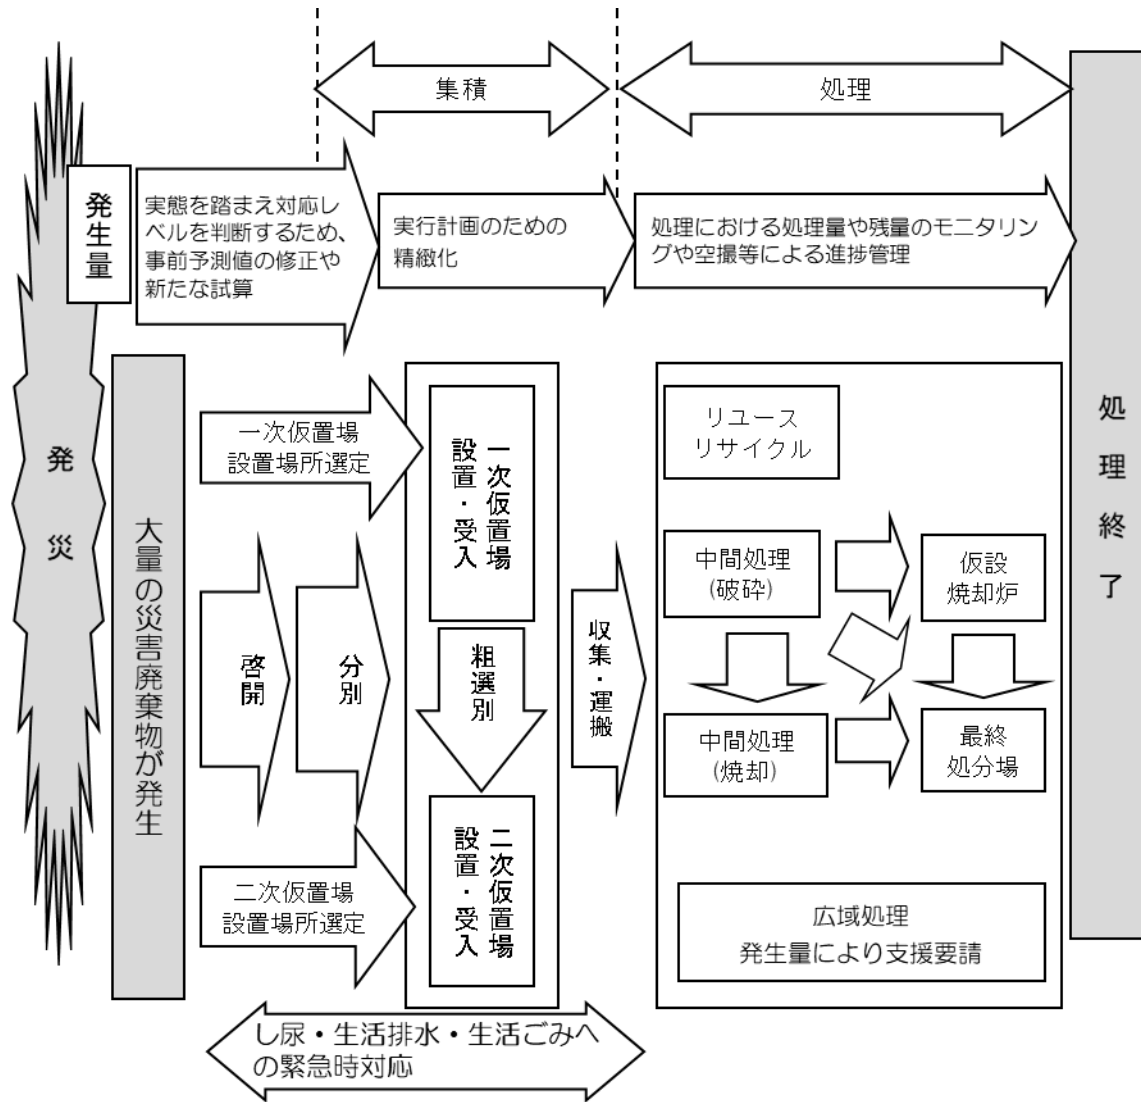 集積
処理
発生量
実態を踏まえ対応レ
ベルを判断するため、
事前予測値の修正や
新たな試算
実行計画のための
精緻化
処理における処理量や残量のモニタリン
グや空撮等による進捗管理
発災
処理終了
大量の災害廃棄物が発生
一次仮置場
設置場所選定
啓開
分別
二次仮置場
設置場所選定
一次仮置場
設置・受入
粗選別
二次仮置場
設置・受入
収集・運搬
リユース
リサイクル
中間処理
(破砕)
仮設
焼却炉
中間処理
(焼却)
最終
処分場
広域処理
発生量により支援要請
し尿・生活排水・生活ごみへ
の緊急時対応